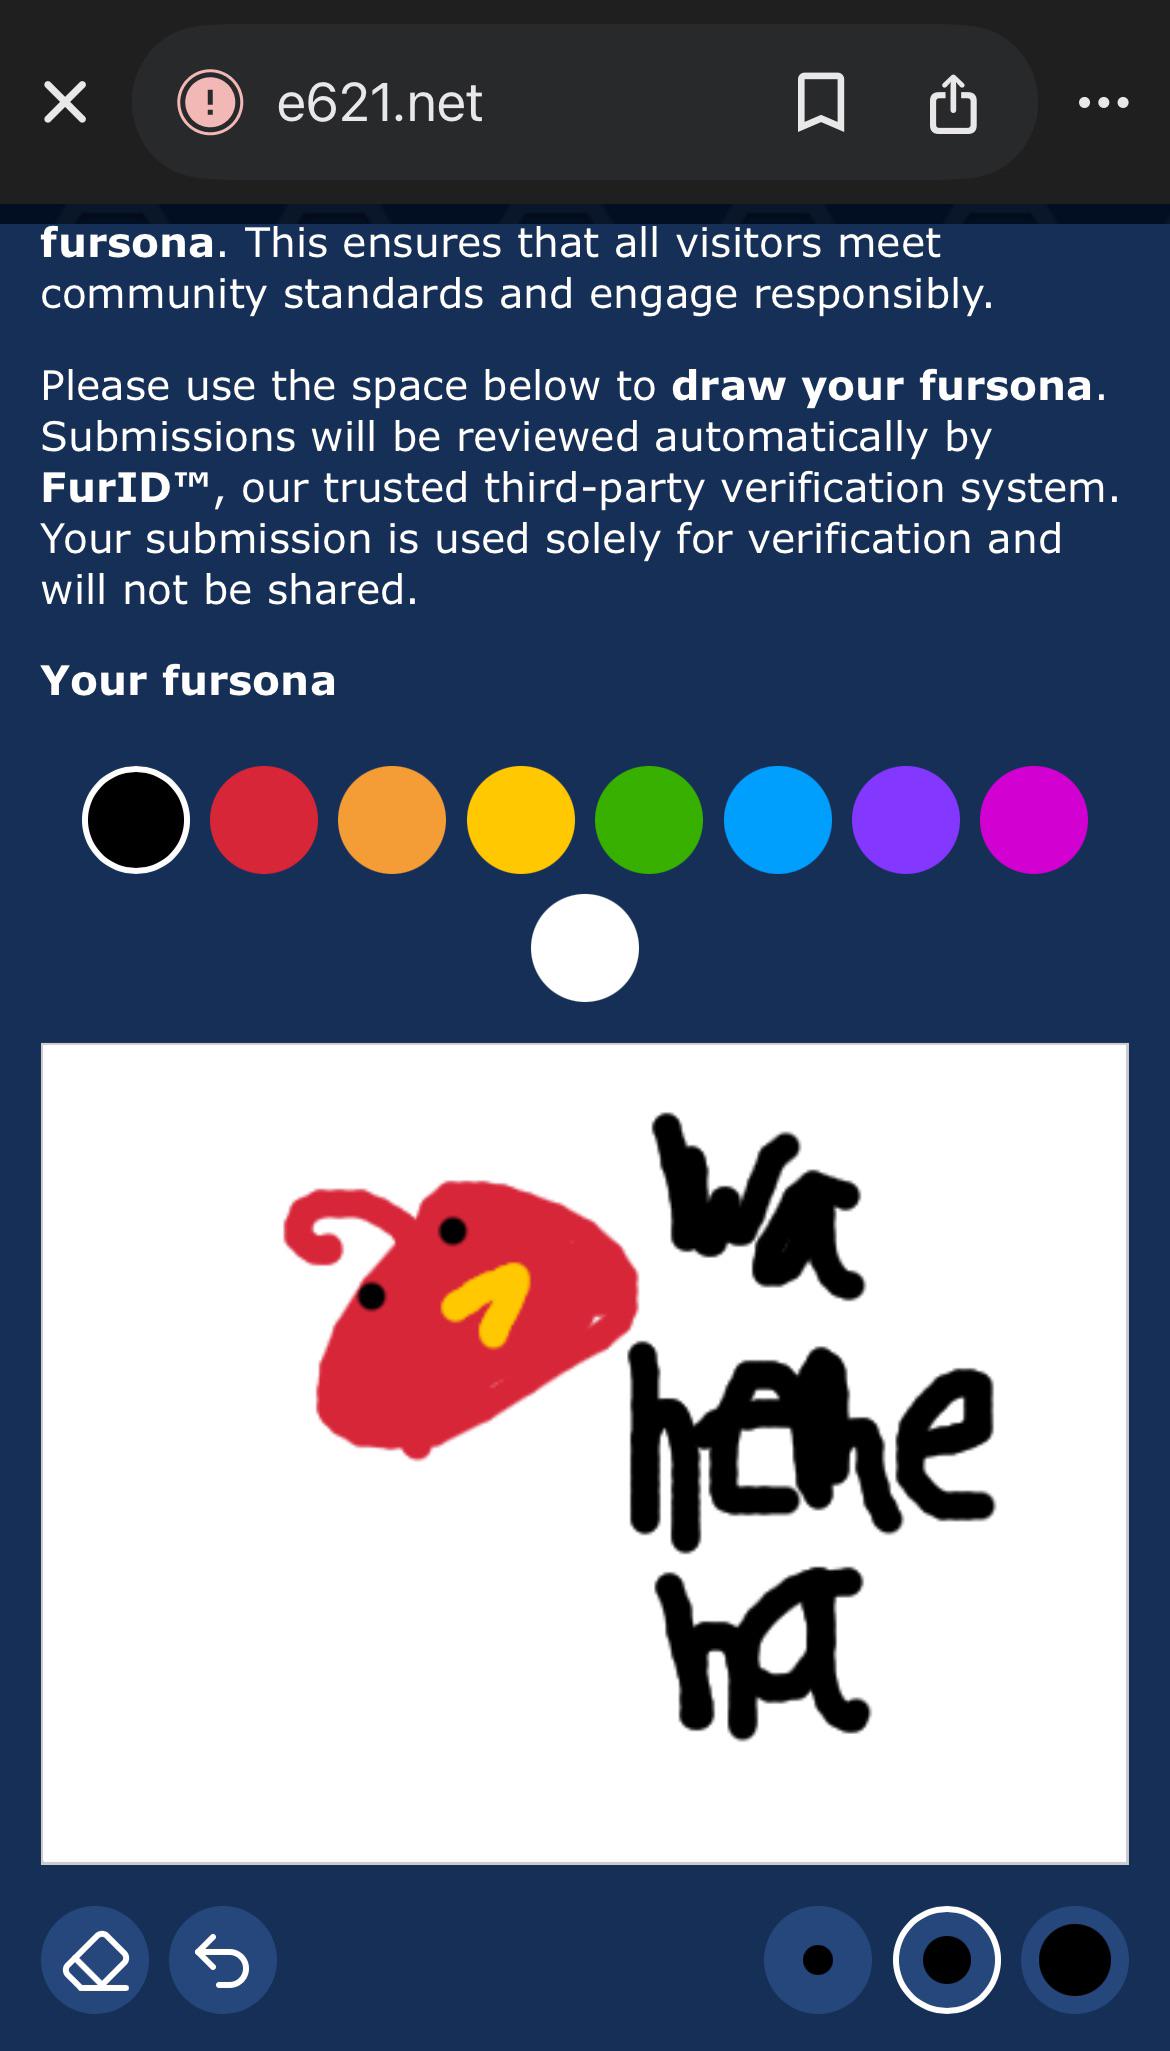 e621.net
fursona. This ensures that all visitors meet
community standards and engage responsibly.
Please use the space below to draw your fursona.
Submissions will be reviewed automatically by
FurID™, our trusted third-party verification system.
Your submission is used solely for verification and
will not be shared.
Your fursona
Wa
hehe
ha